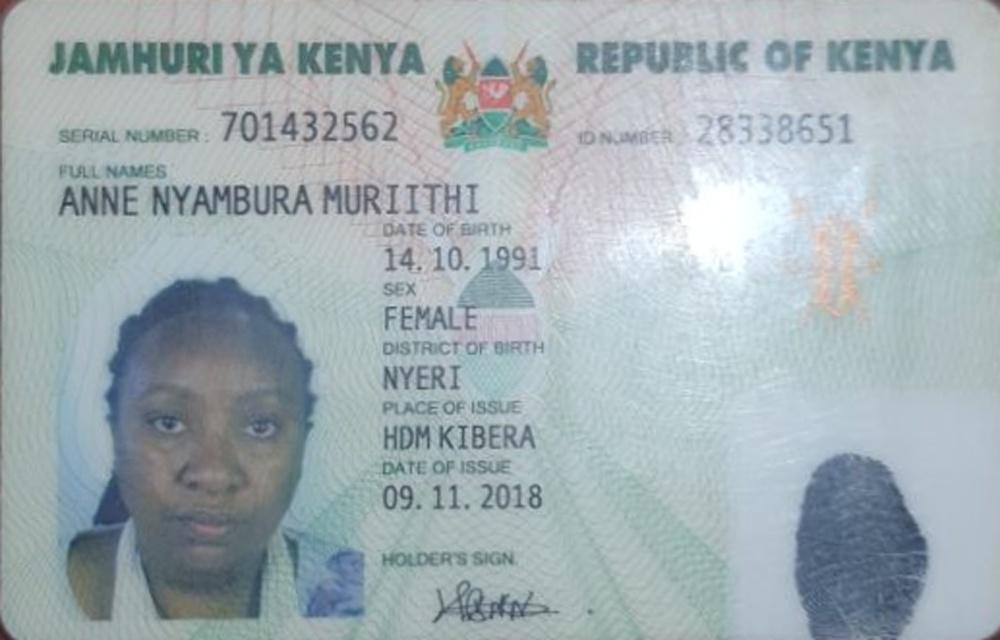 JAMHURI YA KENYA REPUBLIC OF KENYA
SERIAL NUMBER: 701432562 ID NUMBER: 28338651
FULL NAMES
ANNE NYAMBURA MURIITHI
DATE OF BIRTH
14. 10. 1991
SEX
FEMALE
DISTRICT OF BIRTH
NYERI
PLACE OF ISSUE
HDM KIBERA
DATE OF ISSUE
09. 11. 2018
HOLDER'S SIGN.